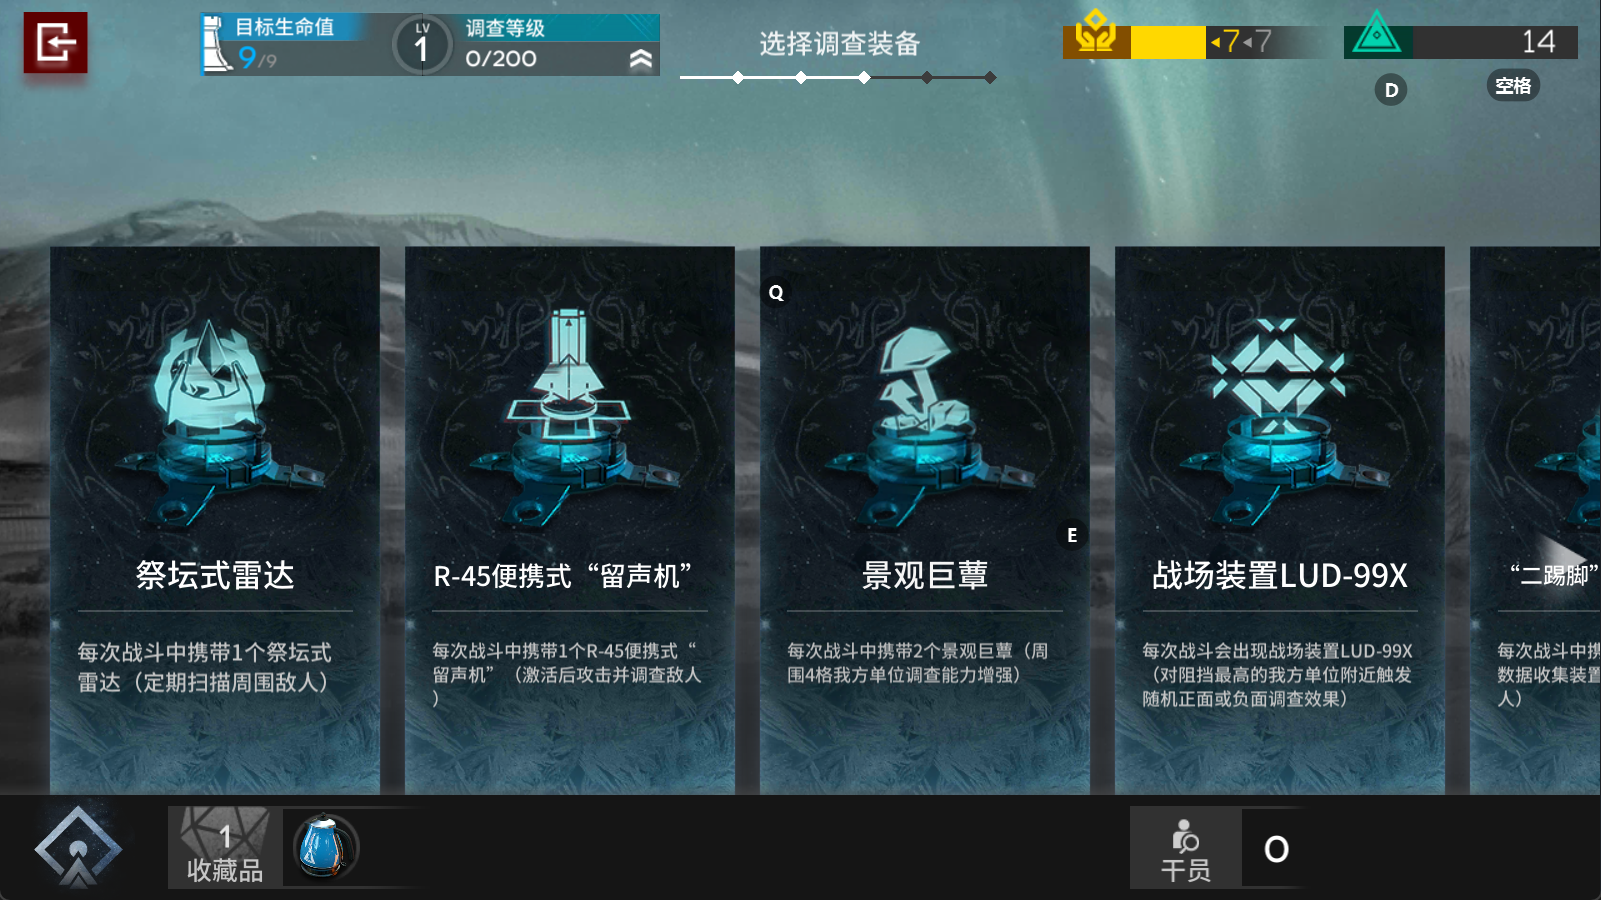 目标生命值
9/9
LV
1
调查等级
0/200
选择调查装备
7
7
14
D
空格
Q
E
祭坛式雷达
每次战斗中携带1个祭坛式
雷达（定期扫描周围敌人）
R-45便携式“留声机”
每次战斗中携带1个R-45便携式“
留声机”（激活后攻击并调查敌人
）
景观巨蕈
每次战斗中携带2个景观巨蕈（周
围4格我方单位调查能力增强）
战场装置LUD-99X
每次战斗会出现战场装置LUD-99X
（对阻挡最高的我方单位附近触发
随机正面或负面调查效果）
“二踢脚”
每次战斗中携
数据收集装置
人）
1
收藏品
干员
0